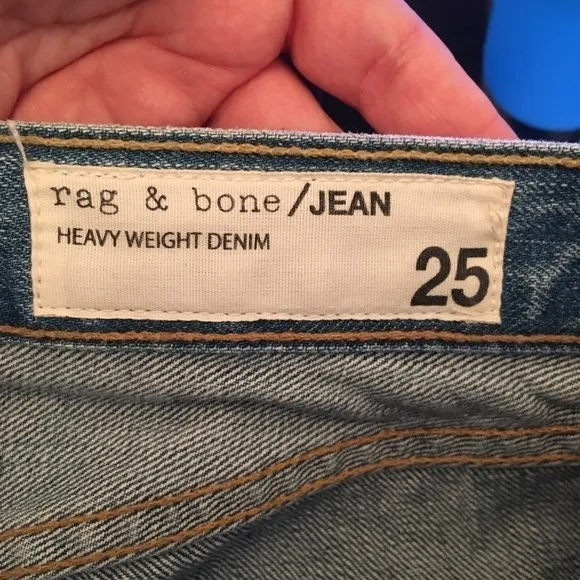 rag & bone/JEAN
HEAVY WEIGHT DENIM
25